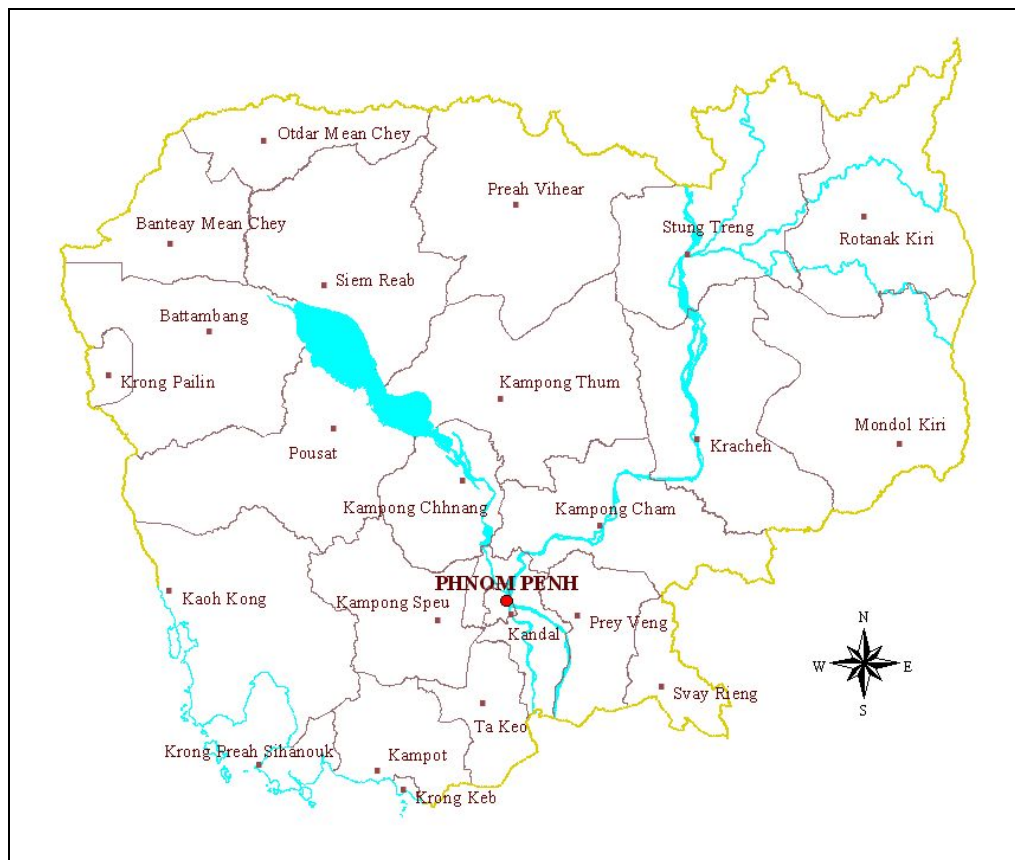 Otdar Mean Chey
Preah Vihear
Banteay Mean Chey
Stung Treng
Rotanak Kiri
Siem Reab
Battambang
Krong Pailin
Kampong Thum
Pousat
Kracheh
Mondol Kiri
Kampong Chhnang
Kampong Cham
PHNOM PENH
Kaoh Kong
Kampong Speu
Kandal
Prey Veng
N
W
E
S
Svay Rieng
Ta Keo
Krong Preah Sihanouk
Kampot
Krong Keb